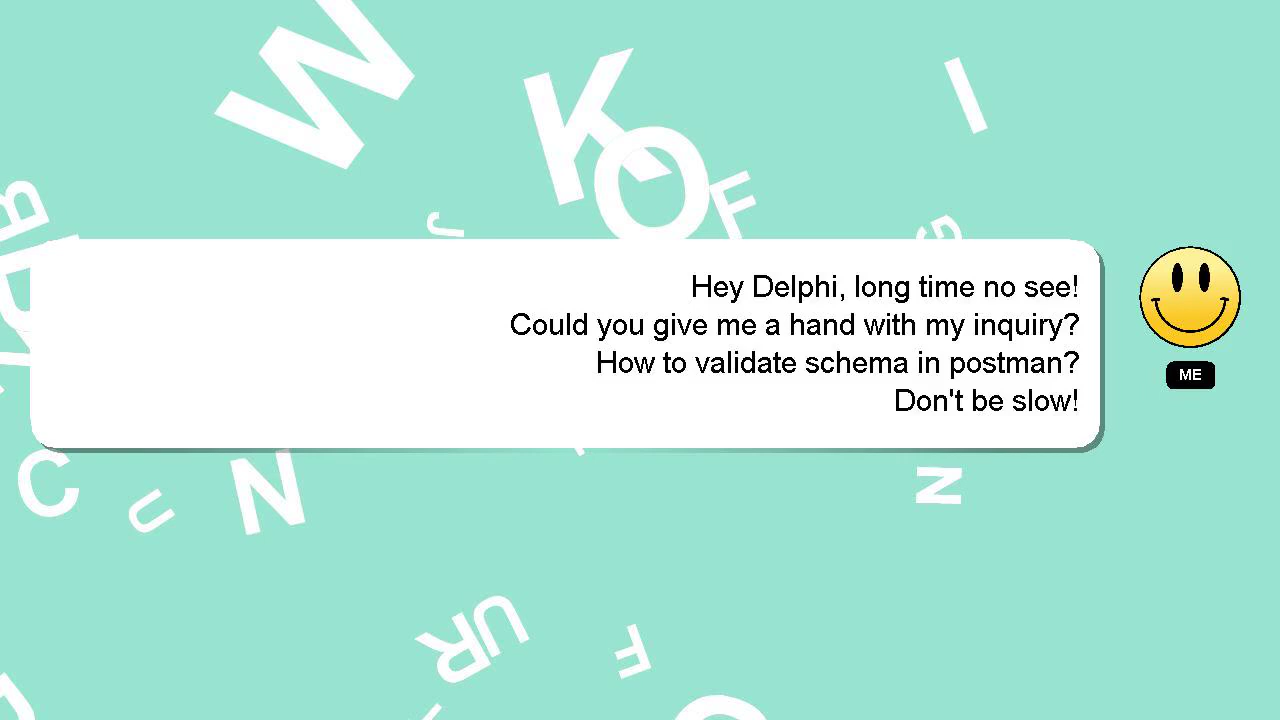 W
K
O
F
I
B
J
G
Hey Delphi, long time no see!
Could you give me a hand with my inquiry?
How to validate schema in postman?
Don't be slow!
ME
C
U
N
N
U
R
F